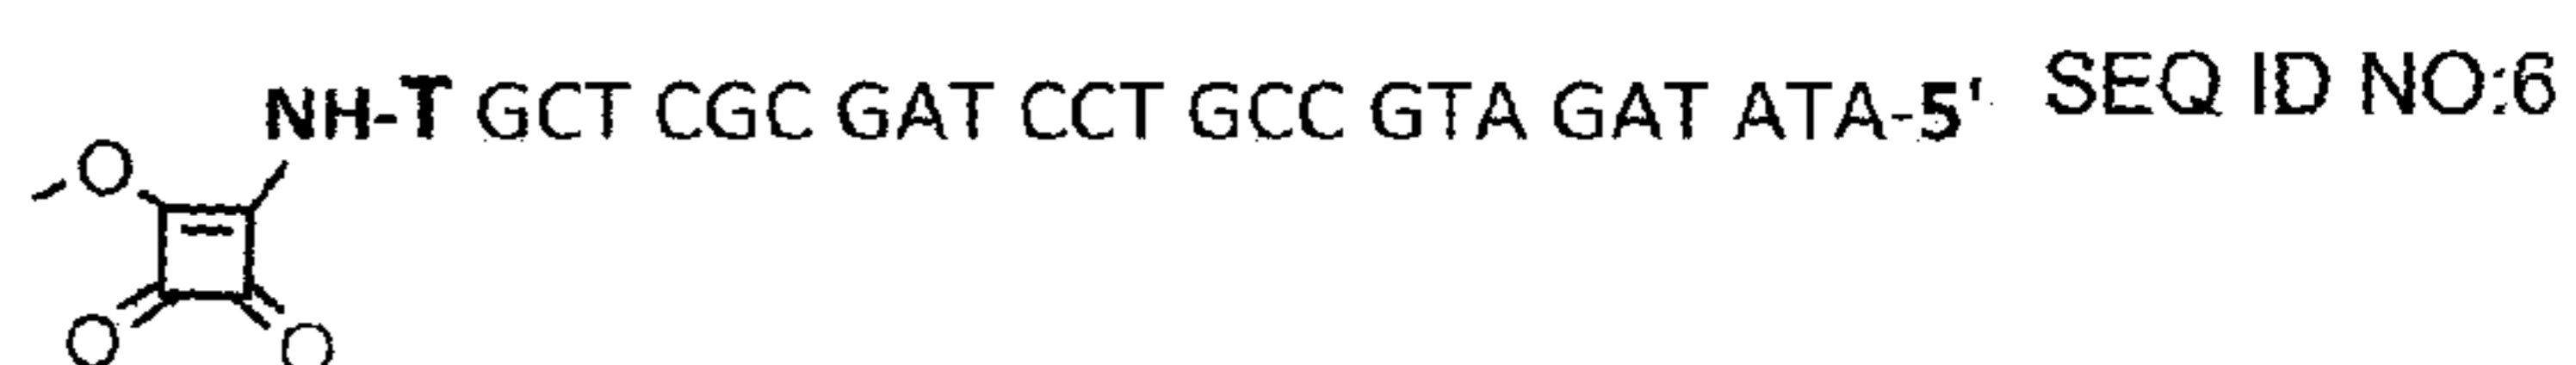 NH-T GCT CGC GAT CCT GCC GTA GAT ATA-5' SEQ ID NO:6
O
O O